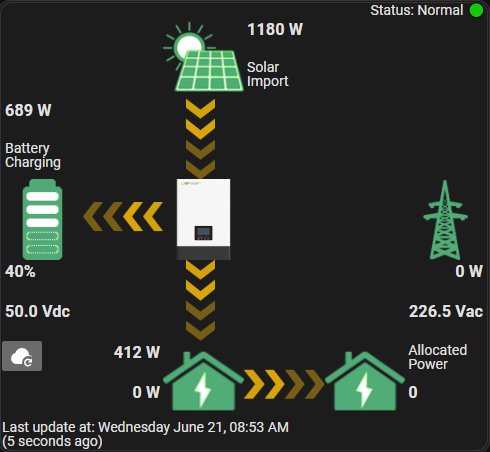 Status: Normal
1180 W
Solar
Import
689 W
Battery
Charging
40%
0 W
50.0 Vdc
226.5 Vac
412 W
Allocated
Power
0 W
0
Last update at: Wednesday June 21, 08:53 AM
(5 seconds ago)